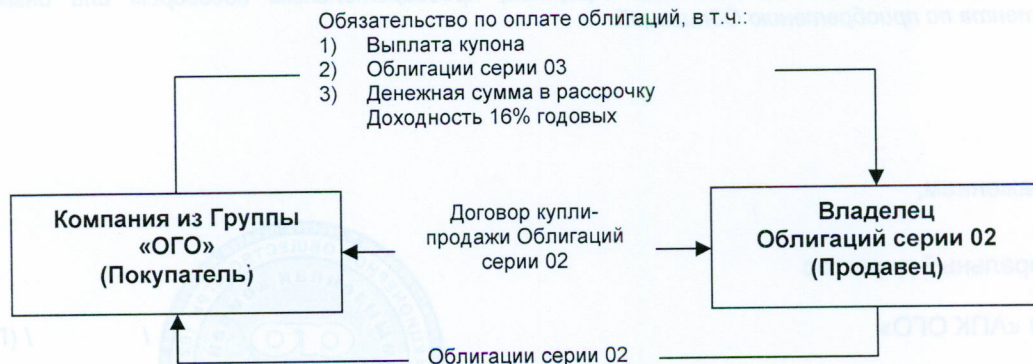 Обязательство по оплате облигаций, в т.ч.:
1) Выплата купона
2) Облигации серии 03
3) Денежная сумма в рассрочку
Доходность 16% годовых
Компания из Группы
«ОГО»
(Покупатель)
Договор купли-
продажи Облигаций
серии 02
Владелец
Облигаций серии 02
(Продавец)
Облигации серии 02